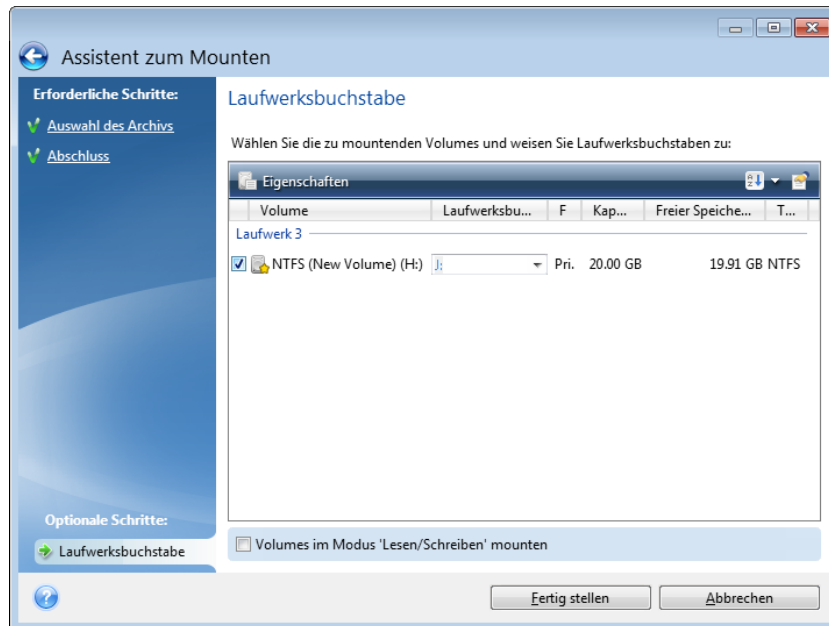 Assistent zum Mounten
Erforderliche Schritte:
Auswahl des Archivs
Abschluss
Laufwerksbuchstabe
Wählen Sie die zu mountenden Volumes und weisen Sie Laufwerksbuchstaben zu:
Eigenschaften
Volume Laufwerksbu... F Kap... Freier Speiche... T...
Laufwerk 3
NTFS (New Volume) (H:) J: Pri. 20.00 GB 19.91 GB NTFS
Optionale Schritte:
Laufwerksbuchstabe
Volumes im Modus 'Lesen/Schreiben' mounten
Fertig stellen Abbrechen